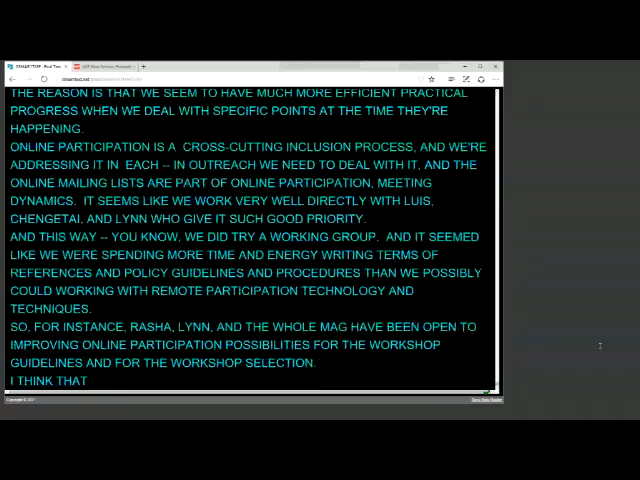 streamtext.net
THE REASON IS THAT WE SEEM TO HAVE MUCH MORE EFFICIENT PRACTICAL
PROGRESS WHEN WE DEAL WITH SPECIFIC POINTS AT THE TIME THEY'RE
HAPPENING.
ONLINE PARTICIPATION IS A CROSS-CUTTING INCLUSION PROCESS, AND WE'RE
ADDRESSING IT IN EACH -- IN OUTREACH WE NEED TO DEAL WITH IT, AND THE
ONLINE MAILING LISTS ARE PART OF ONLINE PARTICIPATION, MEETING
DYNAMICS. IT SEEMS LIKE WE WORK VERY WELL DIRECTLY WITH LUIS,
CHENGETAI, AND LYNN WHO GIVE IT SUCH GOOD PRIORITY.
AND THIS WAY -- YOU KNOW, WE DID TRY A WORKING GROUP. AND IT SEEMED
LIKE WE WERE SPENDING MORE TIME AND ENERGY WRITING TERMS OF
REFERENCES AND POLICY GUIDELINES AND PROCEDURES THAN WE POSSIBLY
COULD WORKING WITH REMOTE PARTICIPATION TECHNOLOGY AND
TECHNIQUES.
SO, FOR INSTANCE, RASHA, LYNN, AND THE WHOLE MAG HAVE BEEN OPEN TO
IMPROVING ONLINE PARTICIPATION POSSIBILITIES FOR THE WORKSHOP
GUIDELINES AND FOR THE WORKSHOP SELECTION.
I THINK THAT